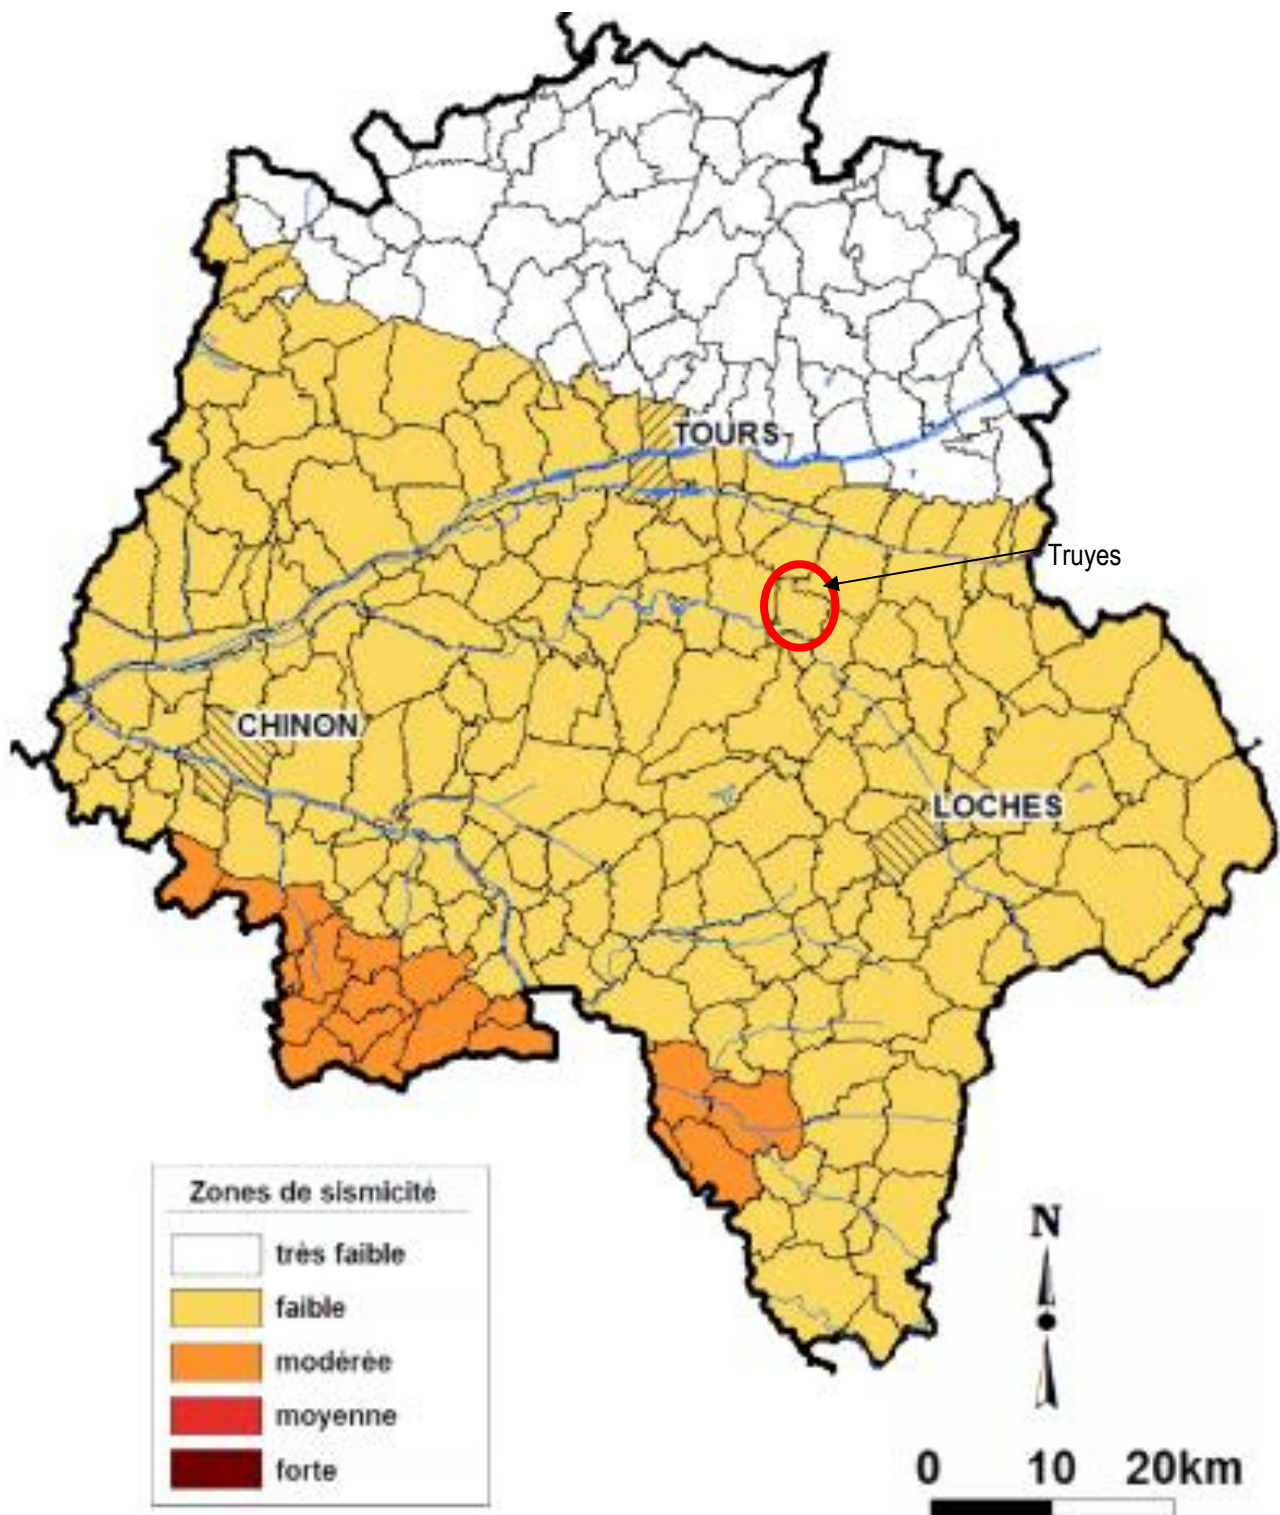 TOURS
Truyes
CHINON
LOCHES
Zones de sismicité
très faible
faible
modérée
moyenne
forte
N
0 10 20km